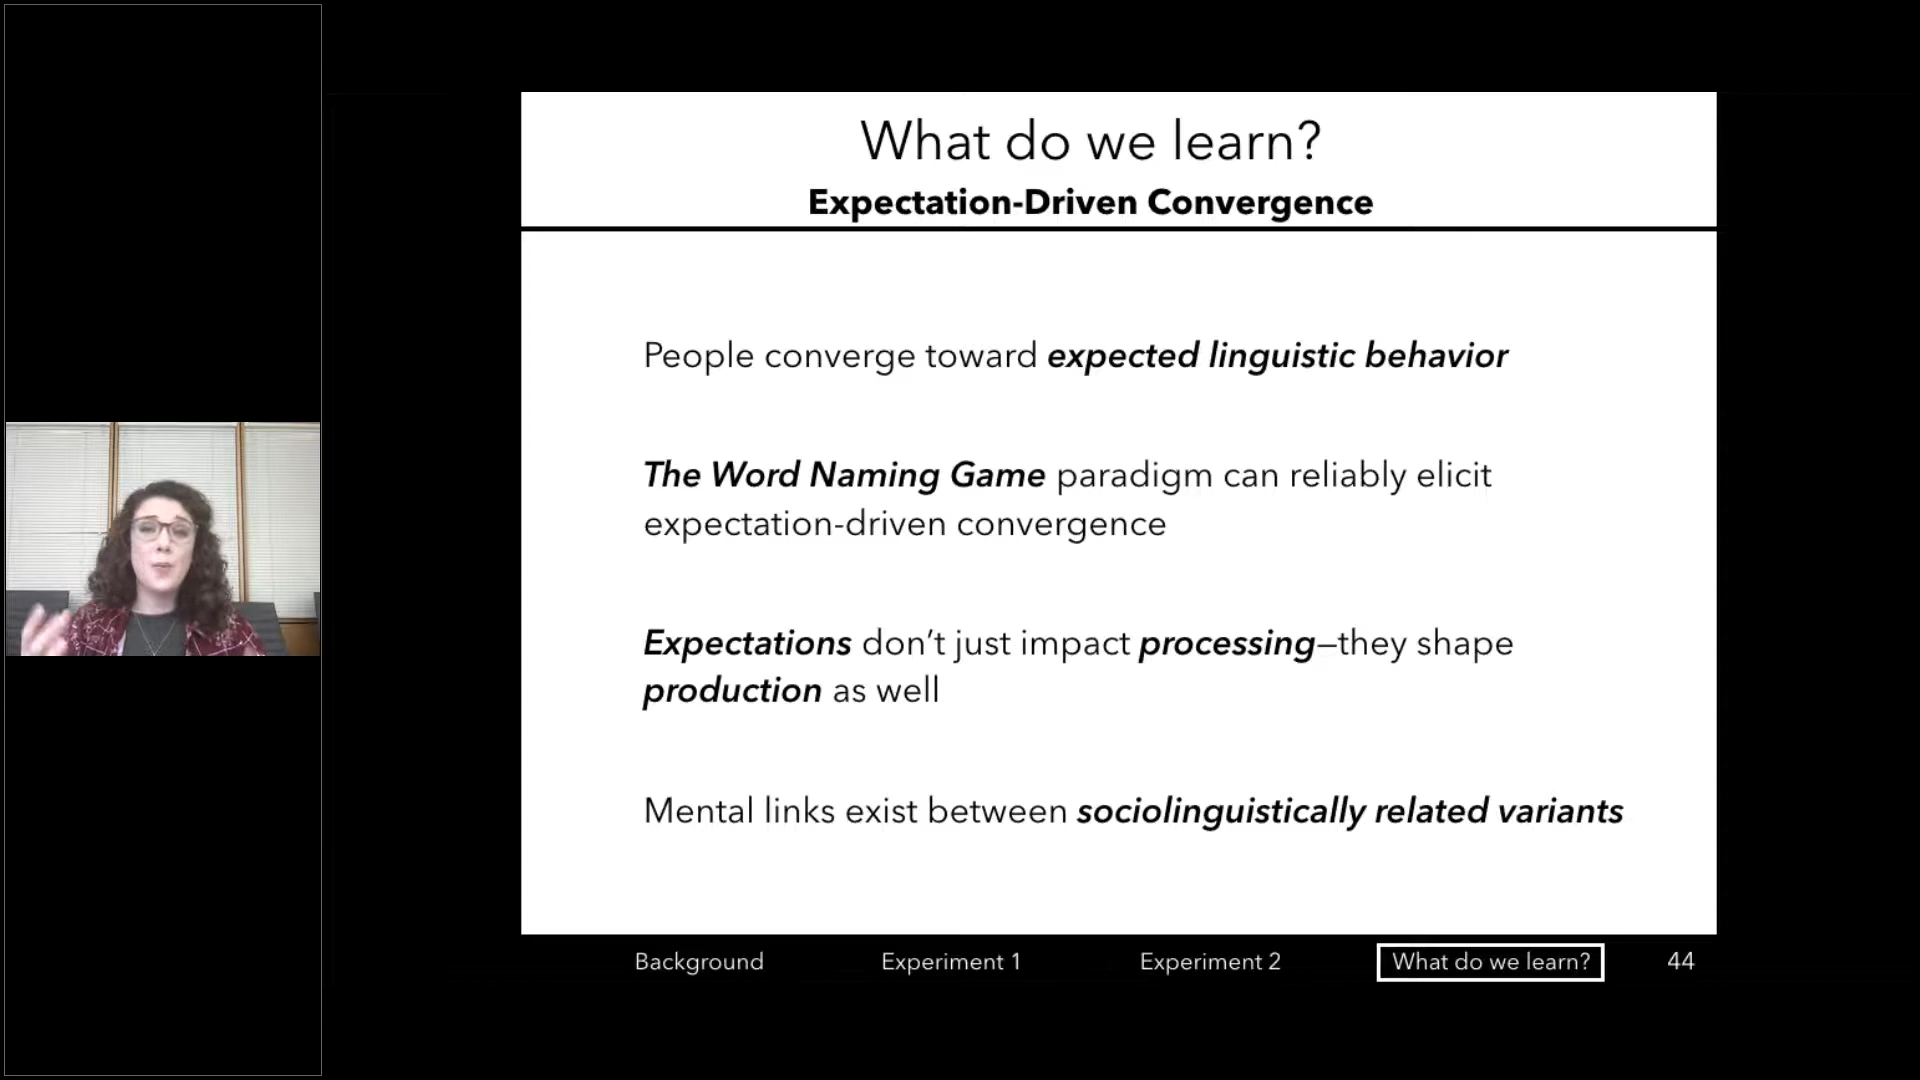 What do we learn?
Expectation-Driven Convergence
People converge toward expected linguistic behavior
The Word Naming Game paradigm can reliably elicit
expectation-driven convergence
Expectations don’t just impact processing—they shape
production as well
Mental links exist between sociolinguistically related variants
Background Experiment 1 Experiment 2 What do we learn? 44